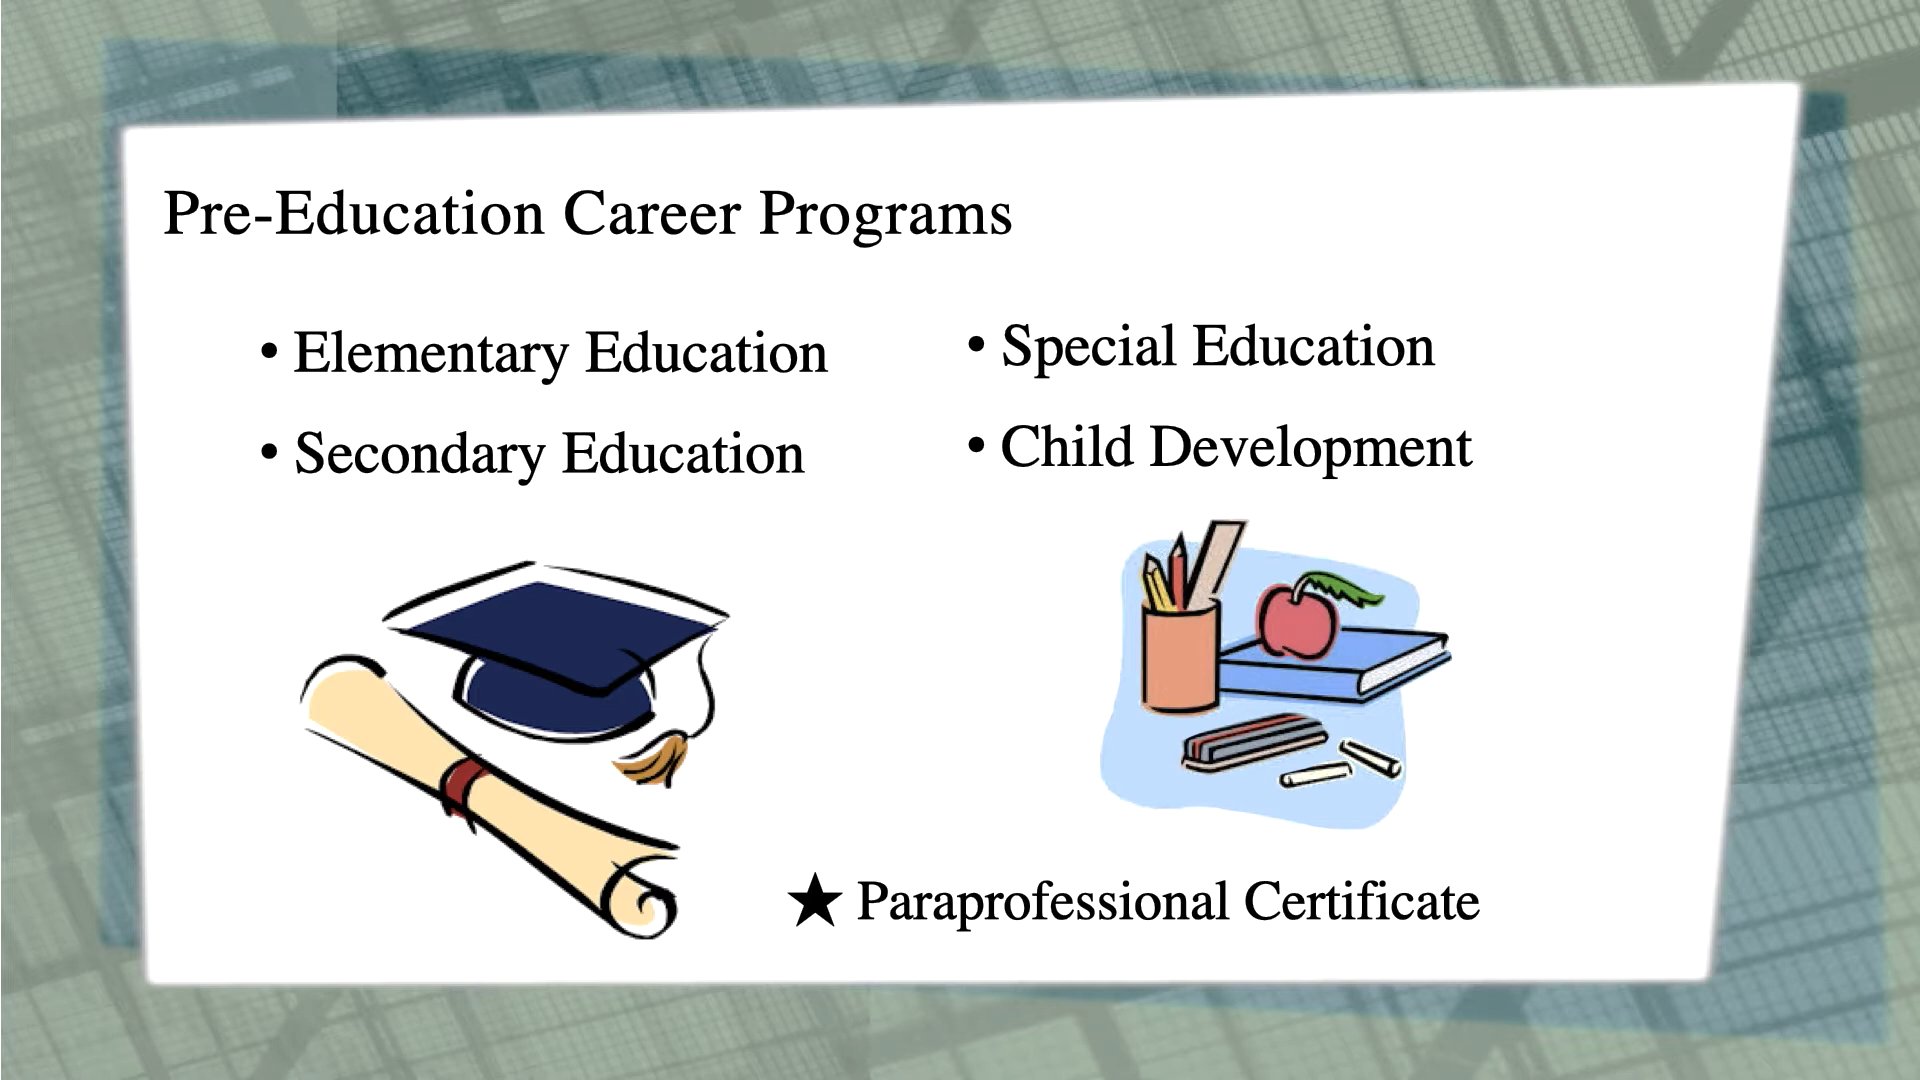 Pre-Education Career Programs
• Elementary Education
• Secondary Education
• Special Education
• Child Development
★ Paraprofessional Certificate